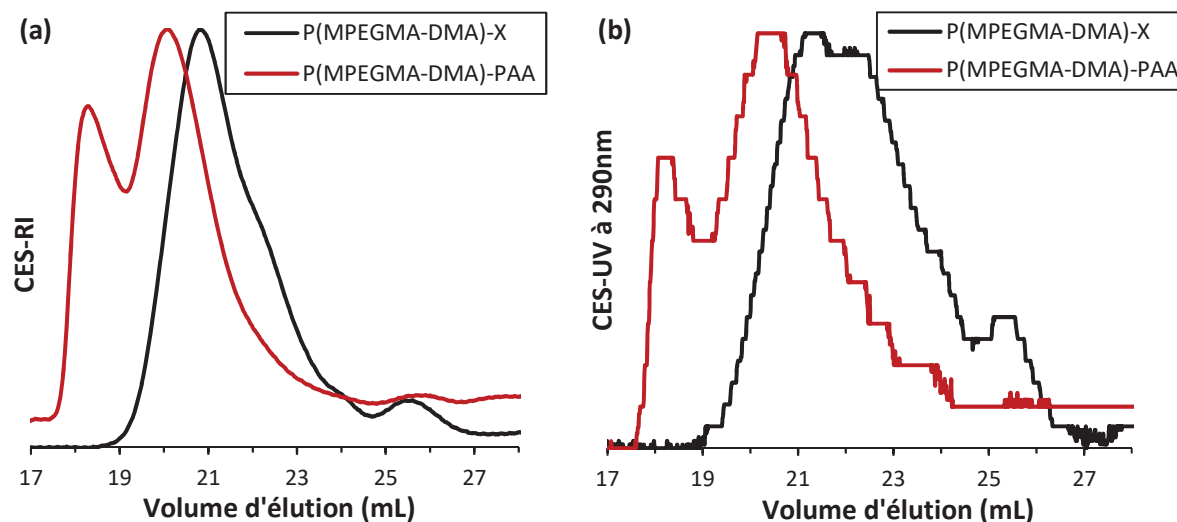 (a)
P(MPEGMA-DMA)-X
P(MPEGMA-DMA)-PAA
CES-RI
17 19 21 23 25 27
Volume d'élution (mL)
(b)
P(MPEGMA-DMA)-X
P(MPEGMA-DMA)-PAA
CES-UV à 290nm
17 19 21 23 25 27
Volume d'élution (mL)